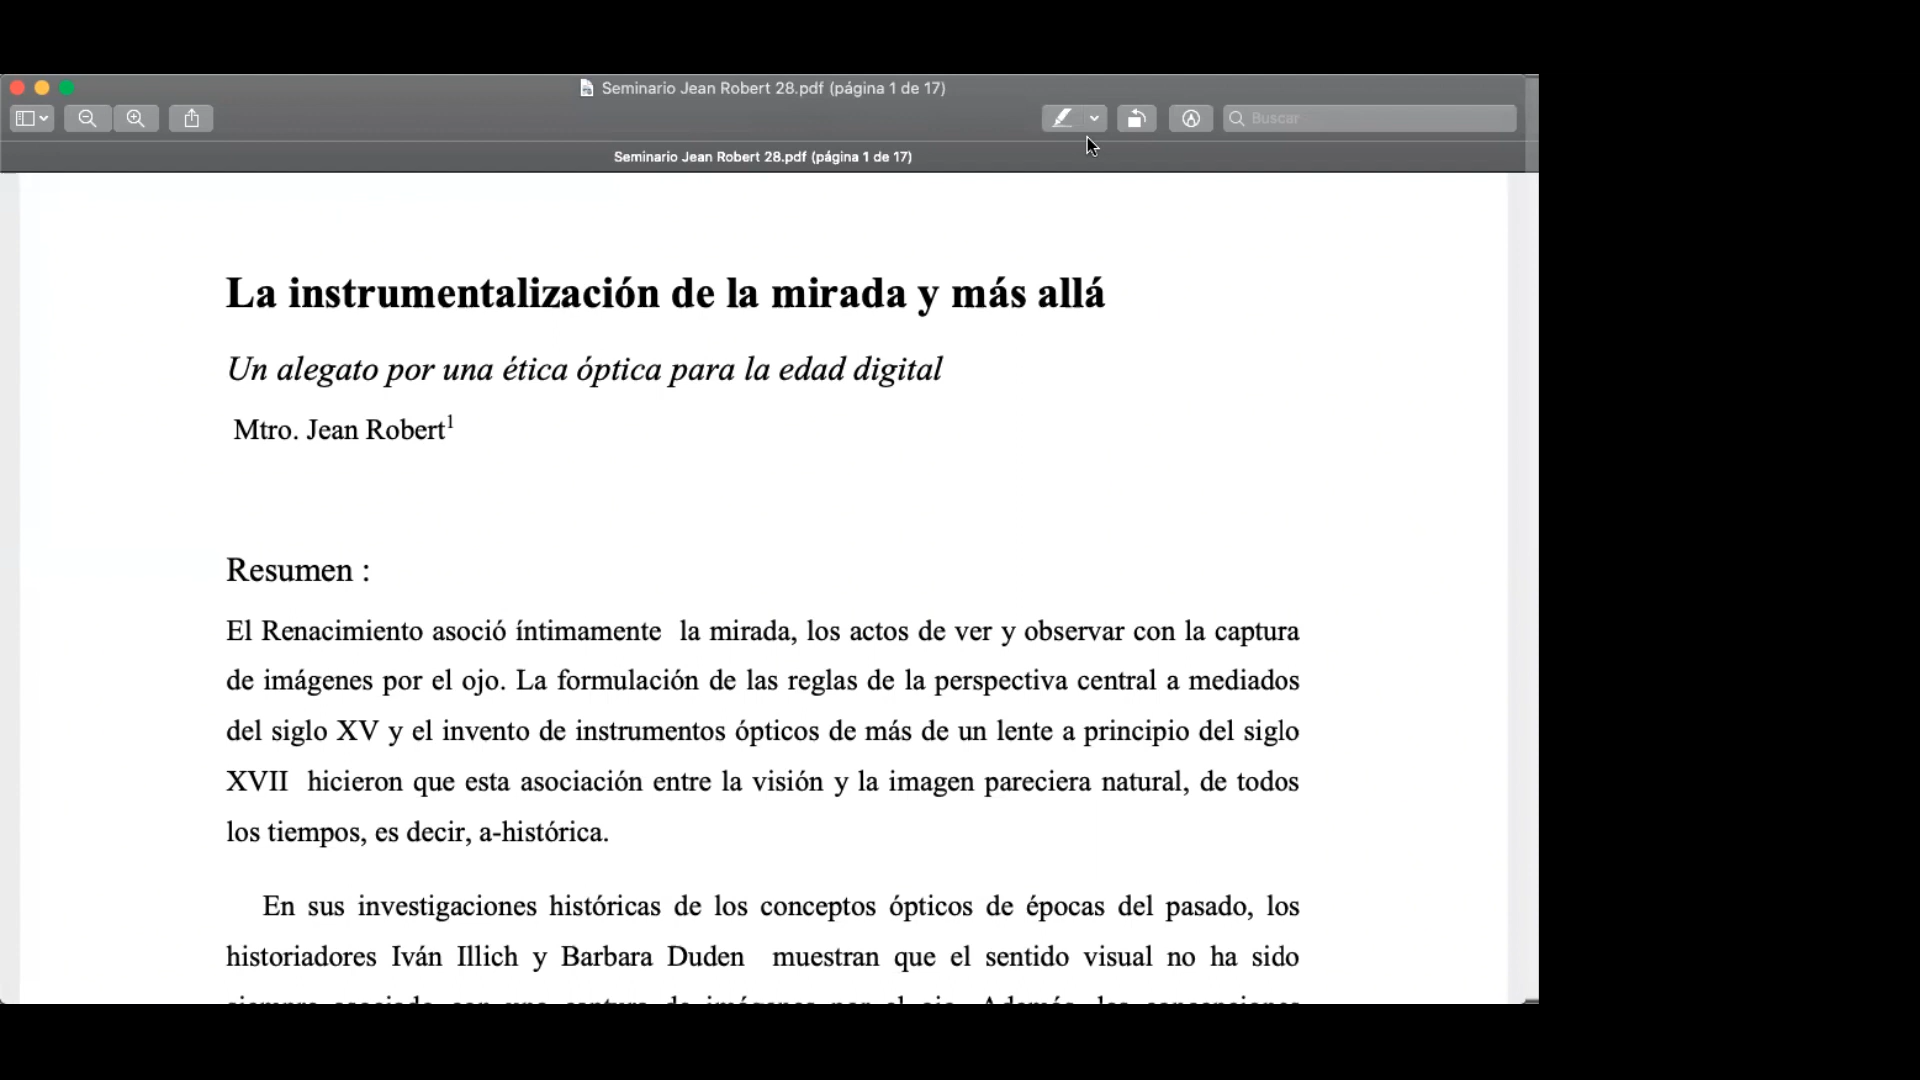 Seminario Jean Robert 28.pdf (página 1 de 17)
Buscar
Seminario Jean Robert 28.pdf (página 1 de 17)
La instrumentalización de la mirada y más allá
Un alegato por una ética óptica para la edad digital
Mtro. Jean Robert1
Resumen :
El Renacimiento asoció íntimamente la mirada, los actos de ver y observar con la captura
de imágenes por el ojo. La formulación de las reglas de la perspectiva central a mediados
del siglo XV y el invento de instrumentos ópticos de más de un lente a principio del siglo
XVII hicieron que esta asociación entre la visión y la imagen pareciera natural, de todos
los tiempos, es decir, a-histórica.
En sus investigaciones históricas de los conceptos ópticos de épocas del pasado, los
historiadores Iván Illich y Barbara Duden muestran que el sentido visual no ha sido